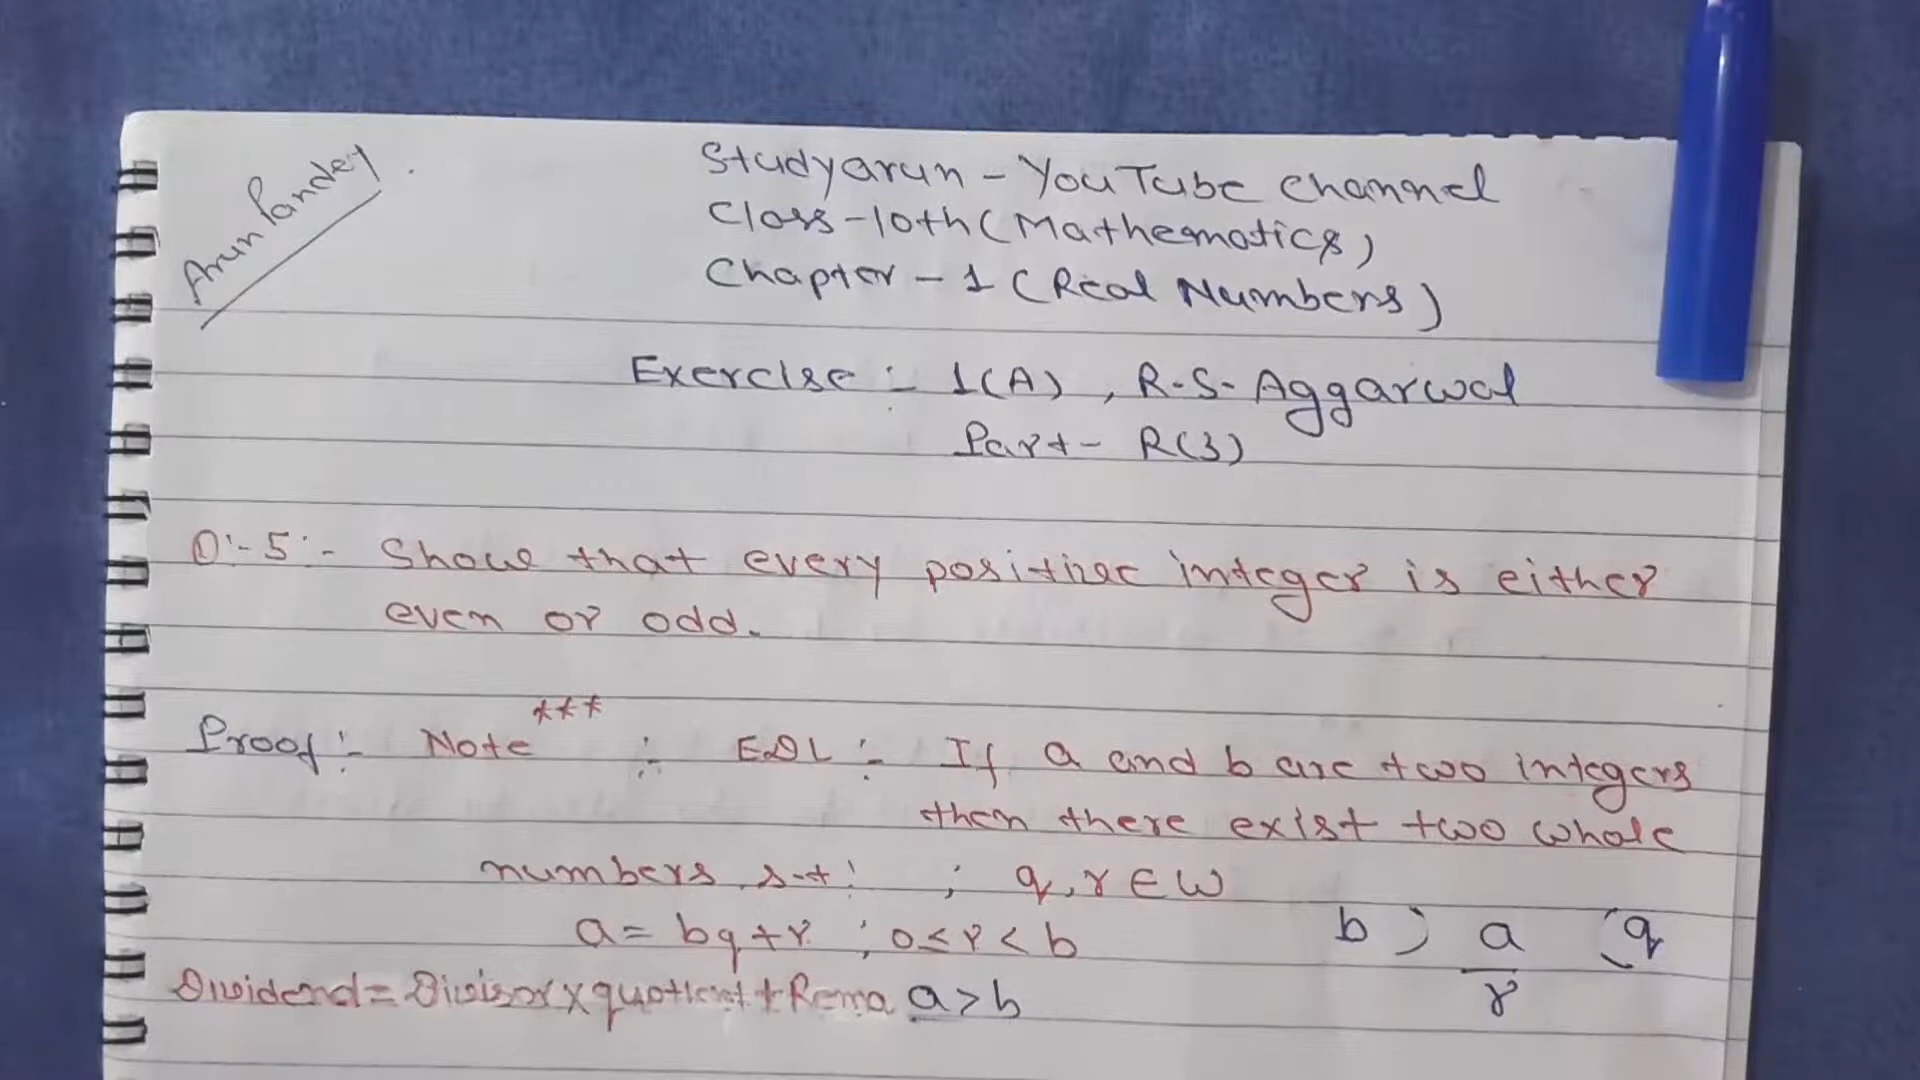 Arun Pandey
Studyarun - YouTube channel
Class - 10th (Mathematics)
Chapter - 1 (Real Numbers)
Exercise :- 1(A), R.S. Aggarwal
Part - R(3)
Q:-5:- Show that every positive integer is either
even or odd.
Proof :- Note*** :- EDL :- If a and b are two integers
then there exist two whole
numbers s.t. ; q, r ∈ W
a = bq + r ; 0 ≤ r < b
b ) a ( q
r
Dividend = Divisor x quotient + Rema a > b